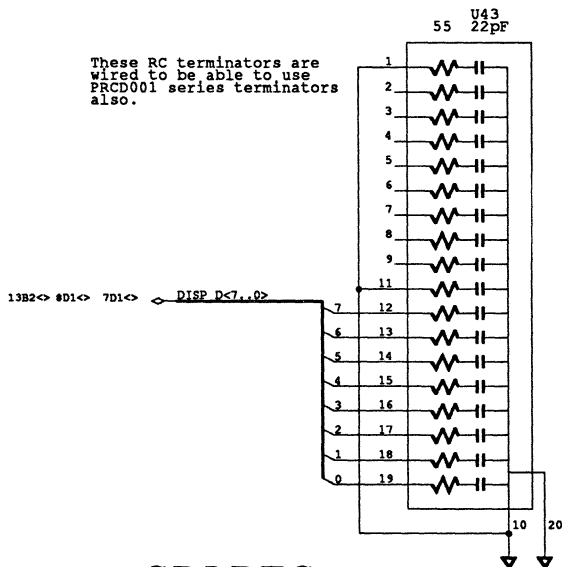 U43
55 22pF
These RC terminators are
wired to be able to use
PRCD001 series terminators
also.
1
2
3
4
5
6
7
8
9
11
13B2<> 8D1<> 7D1<> DISP D<7..0>
7 12
6 13
5 14
4 15
3 16
2 17
1 18
0 19
10 20